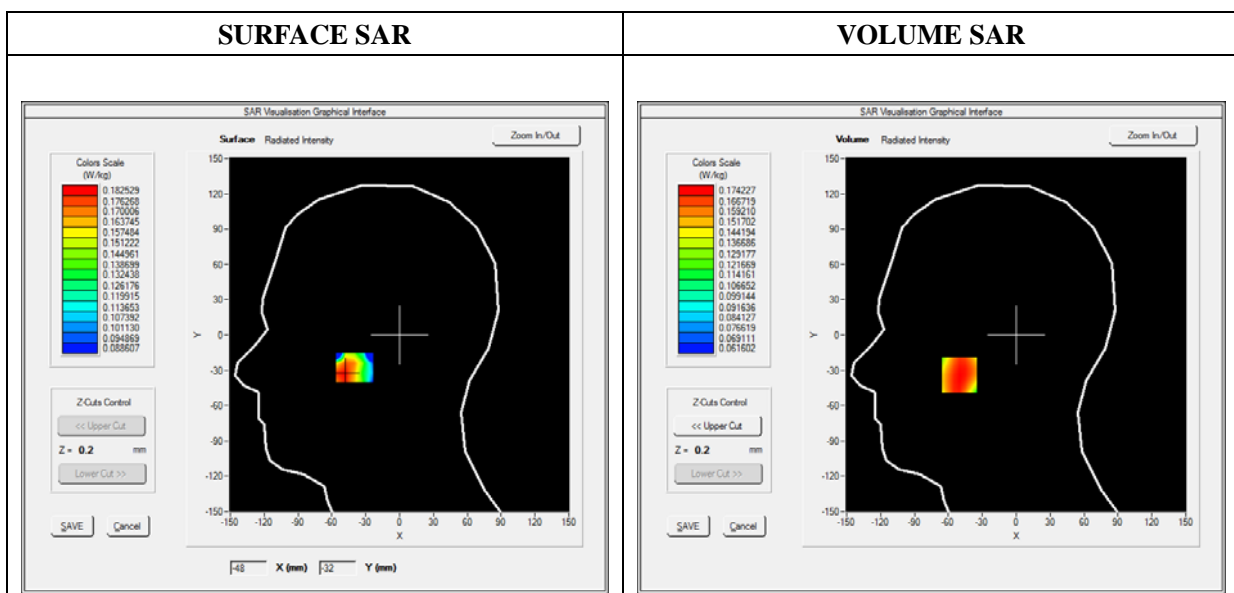 SURFACE SAR
VOLUME SAR
SAR Visualisation Graphical Interface
Surface Radiated Intensity
Zoom In/Out
Colors Scale
(W/kg)
0.182529
0.176268
0.170006
0.163745
0.157484
0.151222
0.144961
0.138699
0.132438
0.126176
0.119915
0.113653
0.107392
0.101130
0.094869
0.088607
Z-Cuts Control
<< Upper Cut
Z = 0.2 mm
Lower Cut >>
SAVE Cancel
150
120
90
60
30
0
-30
-60
-90
-120
-150
Y
-150 -120 -90 -60 -30 0 30 60 90 120 150
X
-48 X (mm) -32 Y (mm)
SAR Visualisation Graphical Interface
Volume Radiated Intensity
Zoom In/Out
Colors Scale
(W/kg)
0.174227
0.166719
0.159210
0.151702
0.144194
0.136686
0.129177
0.121669
0.114161
0.106652
0.099144
0.091636
0.084127
0.076619
0.069111
0.061602
Z-Cuts Control
<< Upper Cut
Z = 0.2 mm
Lower Cut >>
SAVE Cancel
150
120
90
60
30
0
-30
-60
-90
-120
-150
Y
-150 -120 -90 -60 -30 0 30 60 90 120 150
X